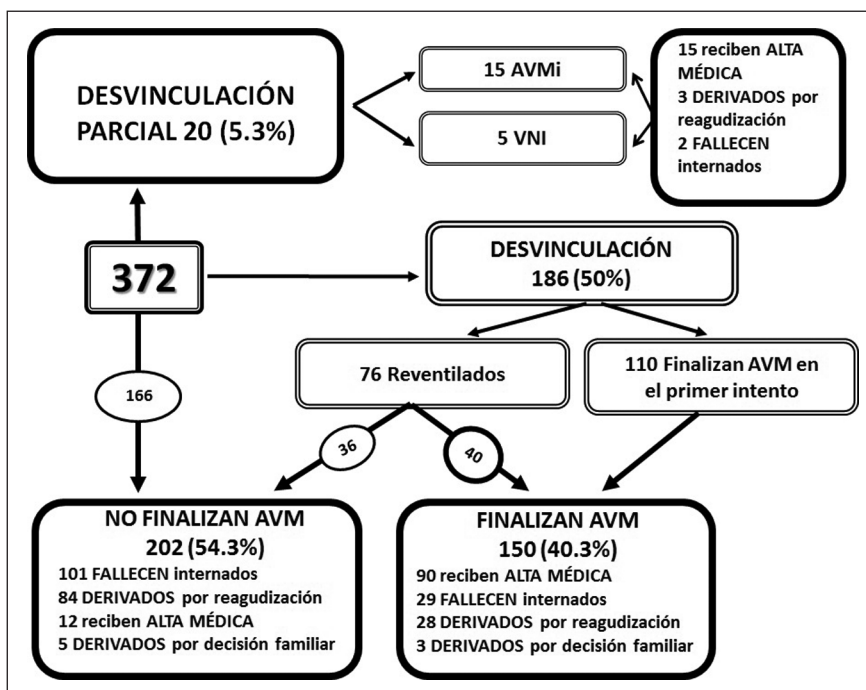 DESVINCULACIÓN
PARCIAL 20 (5.3%)
15 AVMi
5 VNI
15 reciben ALTA
MÉDICA
3 DERIVADOS por
reagudización
2 FALLECEN
internados
372
DESVINCULACIÓN
186 (50%)
166
76 Reventilados
110 Finalizan AVM en
el primer intento
36
40
NO FINALIZAN AVM
202 (54.3%)
101 FALLECEN internados
84 DERIVADOS por reagudización
12 reciben ALTA MÉDICA
5 DERIVADOS por decisión familiar
FINALIZAN AVM
150 (40.3%)
90 reciben ALTA MÉDICA
29 FALLECEN internados
28 DERIVADOS por reagudización
3 DERIVADOS por decisión familiar